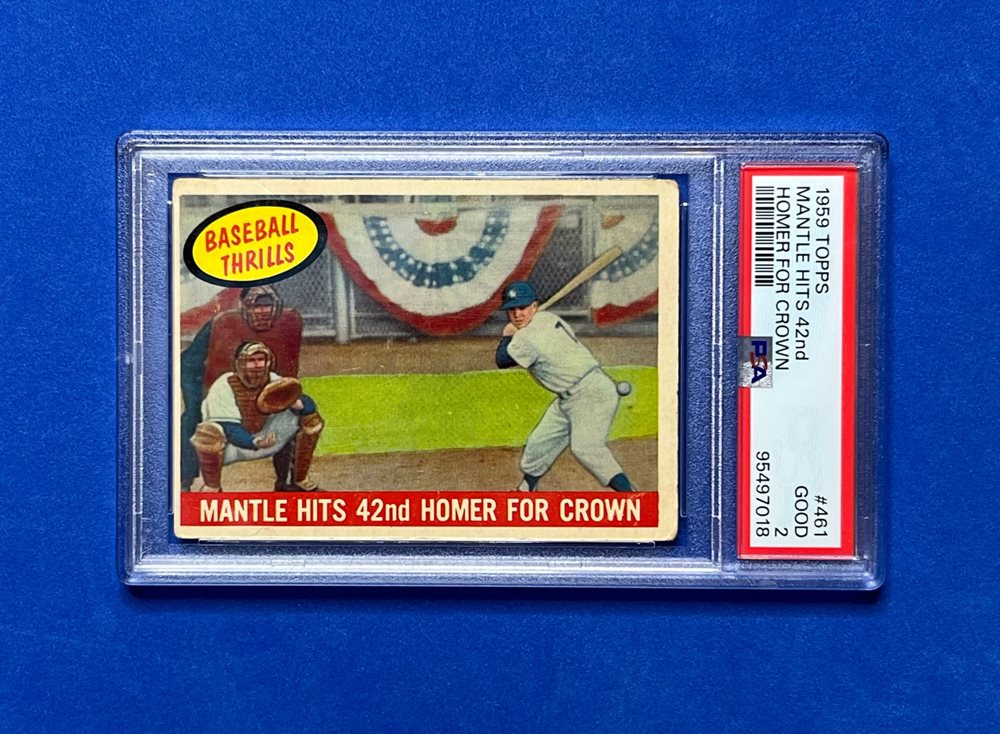 BASEBALL
THRILLS
MANTLE HITS 42nd HOMER FOR CROWN
1959 TOPPS
MANTLE HITS 42nd
HOMER FOR CROWN
PSA
#461
GOOD
2
95497018